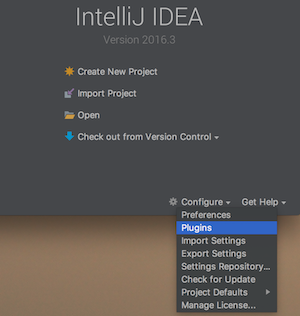 IntelliJ IDEA
Version 2016.3
Create New Project
Import Project
Open
Check out from Version Control
Configure Get Help
Preferences
Plugins
Import Settings
Export Settings
Settings Repository...
Check for Update
Project Defaults
Manage License...